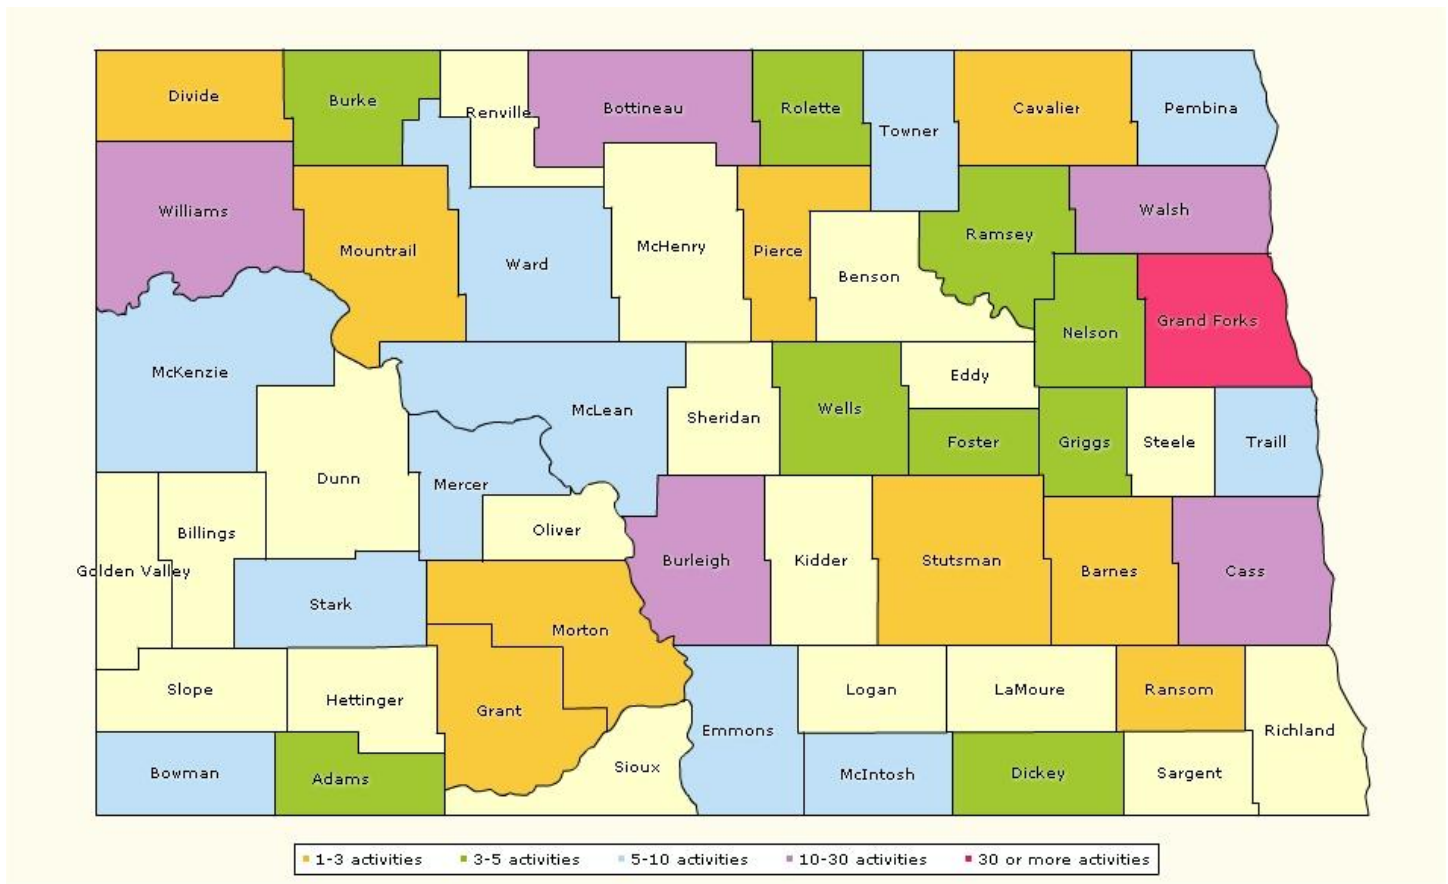 Divide
Burke
Renville
Bottineau
Rolette
Towner
Cavalier
Pembina
Williams
Mountrail
Ward
McHenry
Pierce
Benson
Ramsey
Walsh
McKenzie
McLean
Sheridan
Wells
Eddy
Nelson
Grand Forks
Dunn
Mercer
Oliver
Foster
Griggs
Steele
Traill
Golden Valley
Billings
Stark
Morton
Burleigh
Kidder
Stutsman
Barnes
Cass
Slope
Hettinger
Grant
Emmons
Logan
LaMoure
Ransom
Richland
Bowman
Adams
Sioux
McIntosh
Dickey
Sargent
1-3 activities 3-5 activities 5-10 activities 10-30 activities 30 or more activities